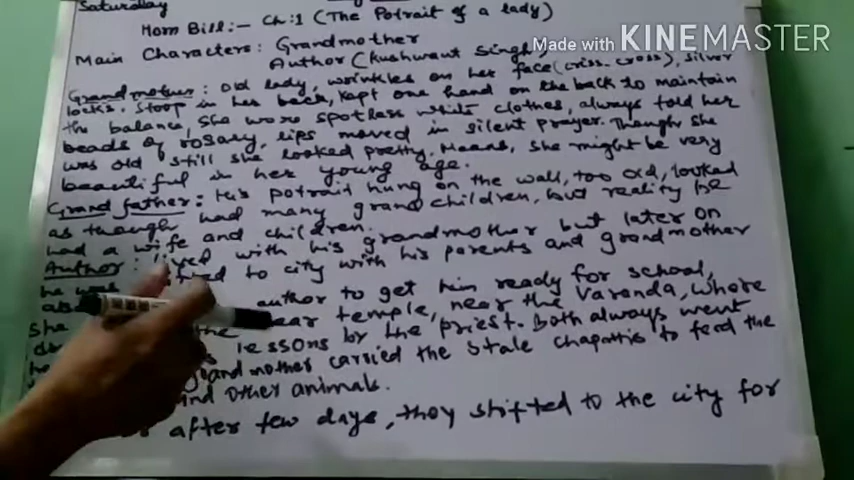 Saturday
Horn Bill:- Ch:1 (The Potrait of a lady)
Main Characters: Grandmother
Author (Kushwant Singh)
Made with KINEMASTER
Grandmother: Old lady, wrinkles on her face (criss-cross), silver
locks. Stoop in her back, kept one hand on the back to maintain
the balance, she wore spotless white clothes, always told her
beads of rosary, lips moved in silent prayer. Though she
was old still she looked pretty. Means, she might be very
beautiful in her young age.
Grand father: His potrait hung on the wall, too old, looked
as though had many grand children, but reality he
had a wife and children.
Author: lived with his grandmother but later on
he was to city with his parents and grandmother
author to get him ready for school,
She near temple, near the Varanda, where
the lessons by the priest. Both always went
grandmother carried the stale chapattis to feed the
and other animals.
after few days, they shifted to the city for